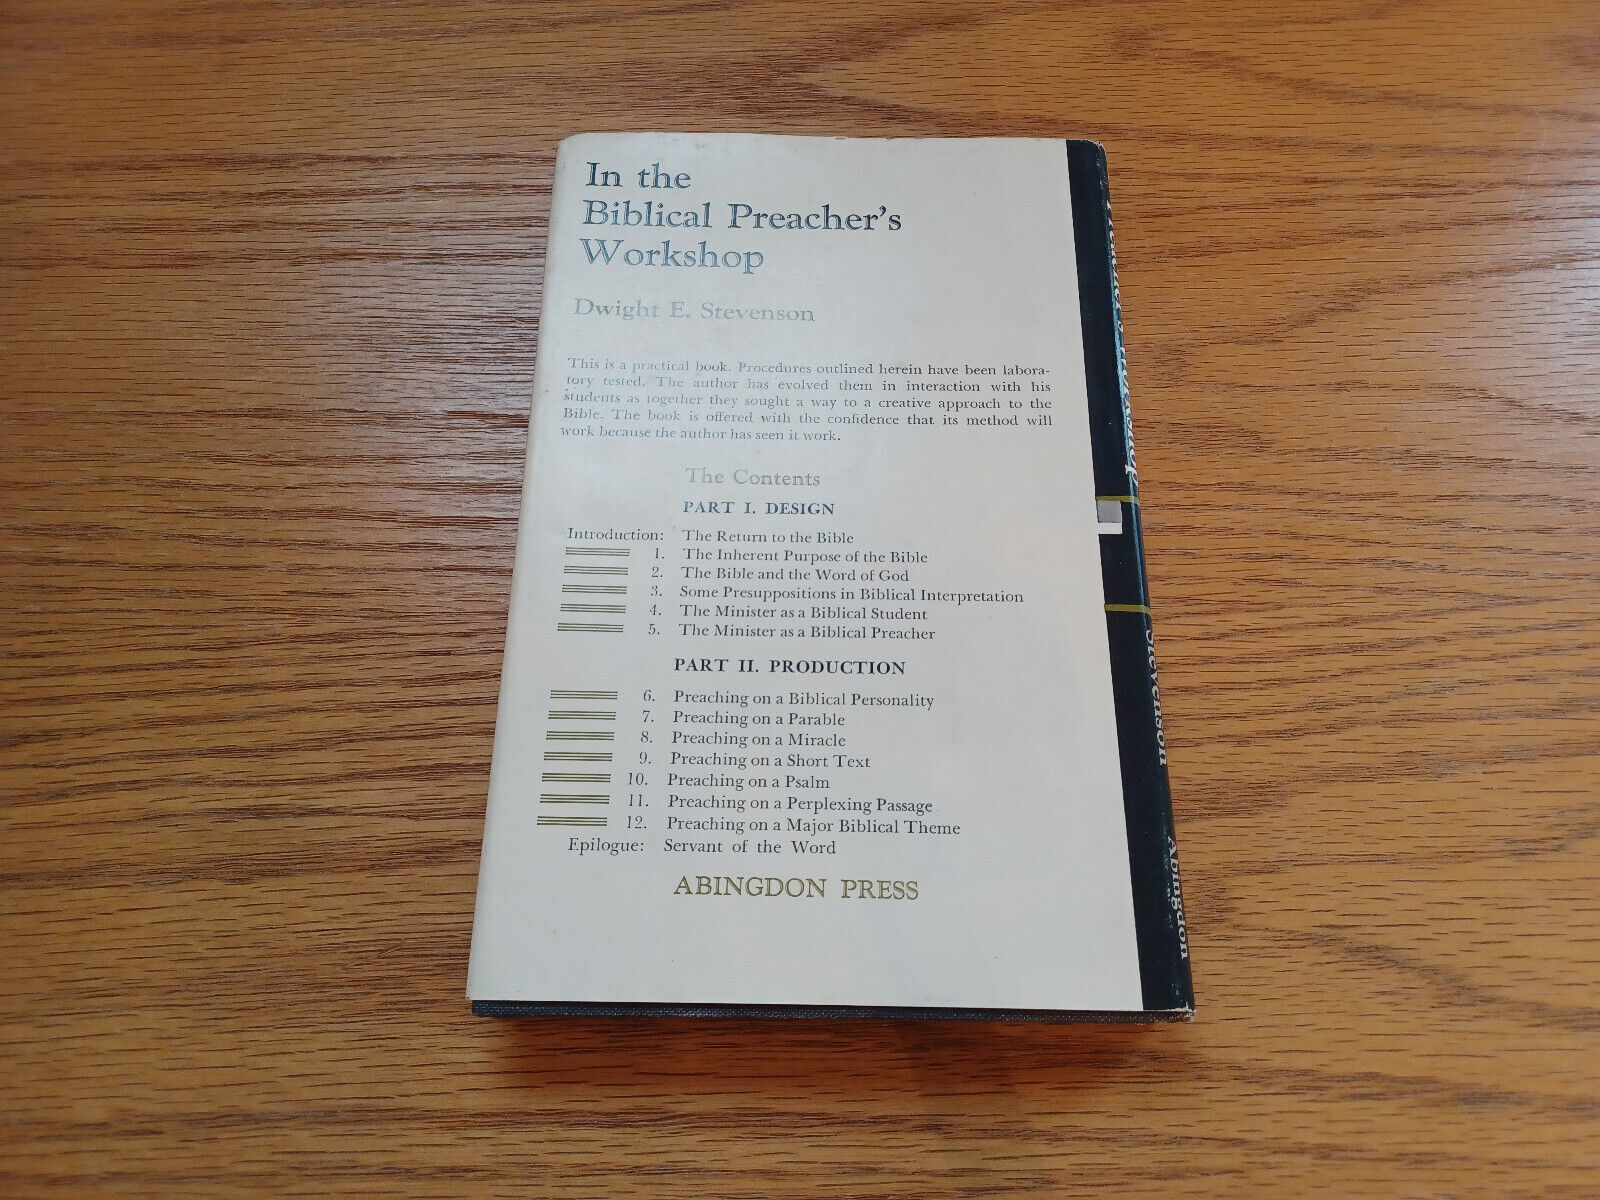 In the
Biblical Preacher's
Workshop
Dwight E. Stevenson
This is a practical book. Procedures outlined herein have been labora-
tory tested. The author has evolved them in interaction with his
students as together they sought a way to a creative approach to the
Bible. The book is offered with the confidence that its method will
work because the author has seen it work.
The Contents
PART I. DESIGN
Introduction: The Return to the Bible
1. The Inherent Purpose of the Bible
2. The Bible and the Word of God
3. Some Presuppositions in Biblical Interpretation
4. The Minister as a Biblical Student
5. The Minister as a Biblical Preacher
PART II. PRODUCTION
6. Preaching on a Biblical Personality
7. Preaching on a Parable
8. Preaching on a Miracle
9. Preaching on a Short Text
10. Preaching on a Psalm
11. Preaching on a Perplexing Passage
12. Preaching on a Major Biblical Theme
Epilogue: Servant of the Word
ABINGDON PRESS
Preacher's Workshop
Stevenson
Abingdon